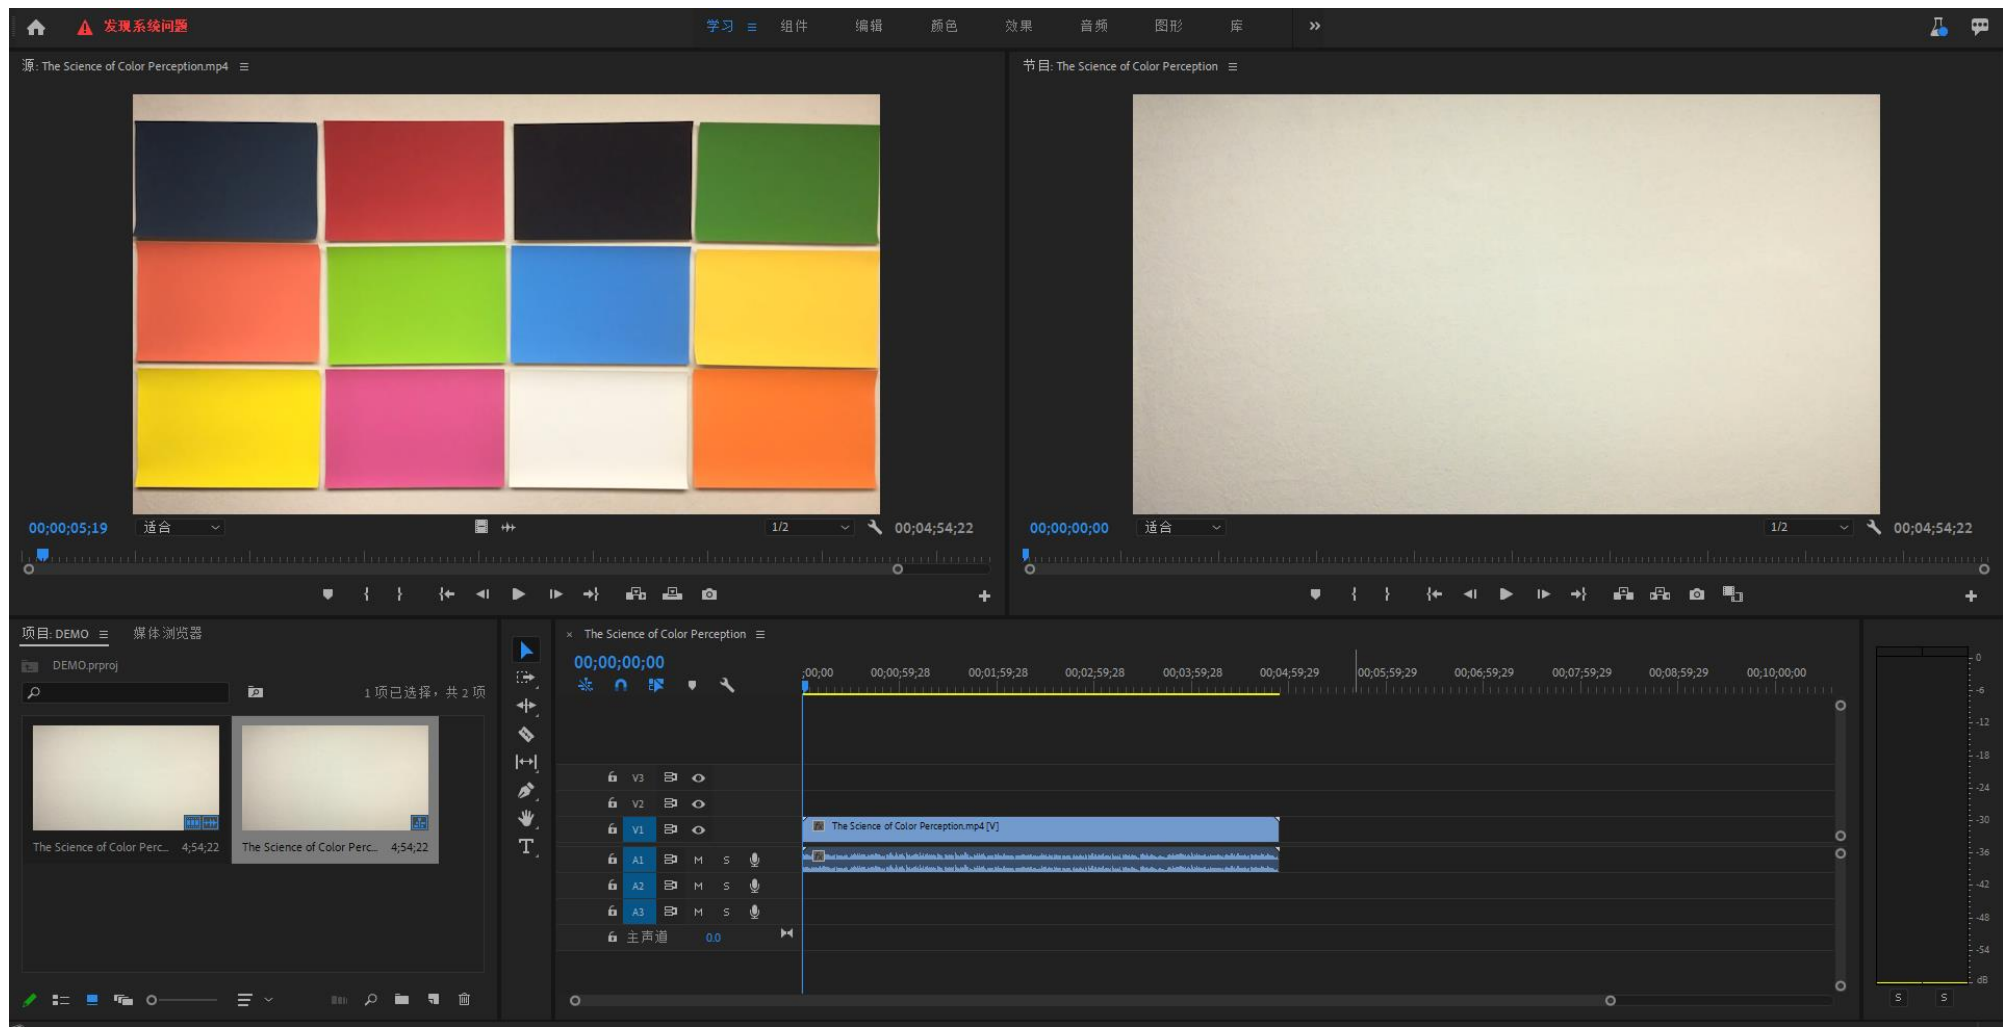 发现系统问题
学习 组件 编辑 颜色 效果 音频 图形 库
源: The Science of Color Perception.mp4
节目: The Science of Color Perception
00;00;05;19 适合 1/2 00;04;54;22
00;00;00;00 适合 1/2 00;04;54;22
项目: DEMO 媒体浏览器
DEMO.prproj
1 项已选择，共 2 项
The Science of Color Perc... 4;54;22
The Science of Color Perc... 4;54;22
× The Science of Color Perception
00;00;00;00
;00;00 00;00;59;28 00;01;59;28 00;02;59;28 00;03;59;28 00;04;59;29 00;05;59;29 00;06;59;29 00;07;59;29 00;08;59;29 00;10;00;00
V3
V2
V1 The Science of Color Perception.mp4 [V]
A1 M S
A2 M S
A3 M S
主声道 0.0
0
-6
-12
-18
-24
-30
-36
-42
-48
-54
dB
S S